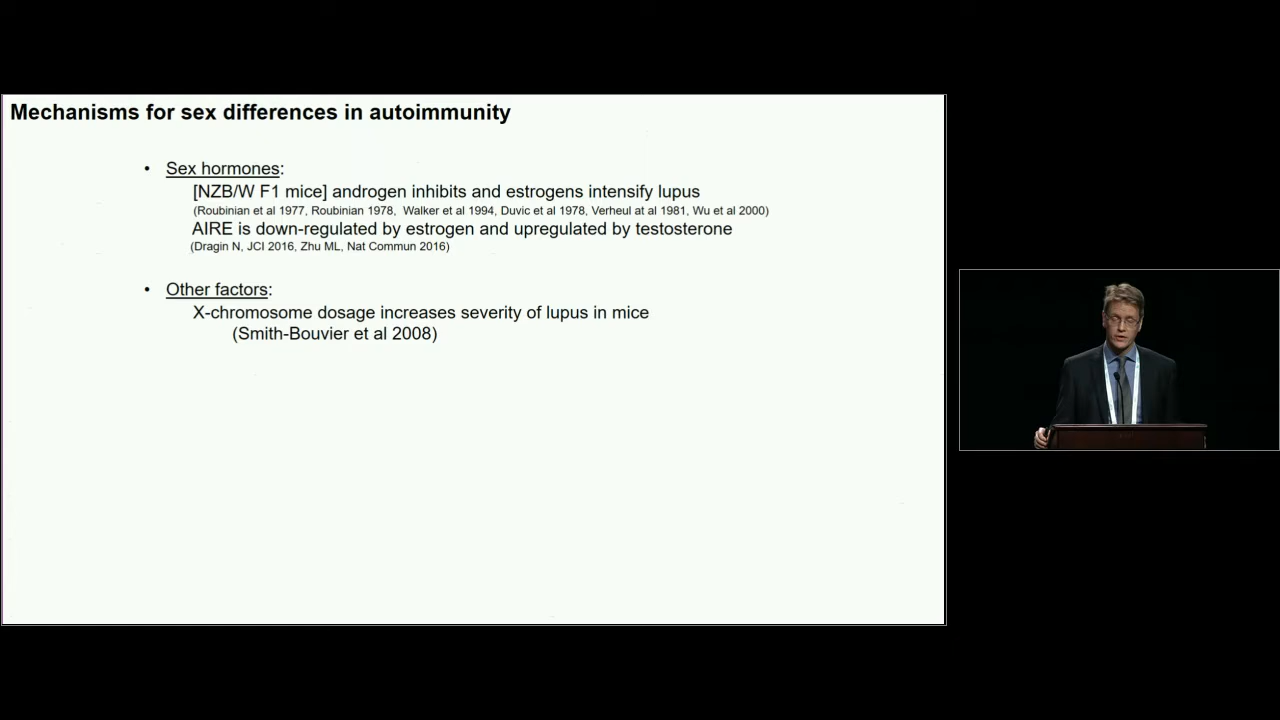 Mechanisms for sex differences in autoimmunity
• Sex hormones:
[NZB/W F1 mice] androgen inhibits and estrogens intensify lupus
(Roubinian et al 1977, Roubinian 1978, Walker et al 1994, Duvic et al 1978, Verheul at al 1981, Wu et al 2000)
AIRE is down-regulated by estrogen and upregulated by testosterone
(Dragin N, JCI 2016, Zhu ML, Nat Commun 2016)
• Other factors:
X-chromosome dosage increases severity of lupus in mice
(Smith-Bouvier et al 2008)